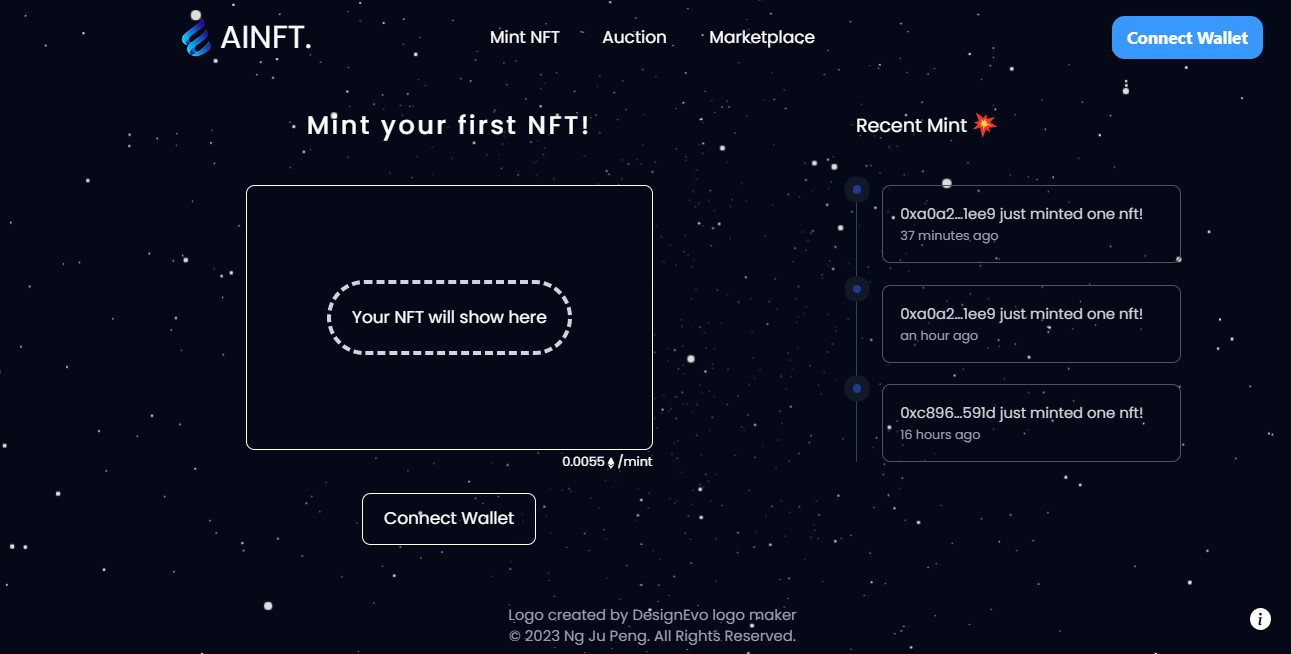 AINFT.
Mint NFT
Auction
Marketplace
Connect Wallet
Mint your first NFT!
Your NFT will show here
0.0055 /mint
Connect Wallet
Recent Mint
0xa0a2...1ee9 just minted one nft!
37 minutes ago
0xa0a2...1ee9 just minted one nft!
an hour ago
0xc896...591d just minted one nft!
16 hours ago
Logo created by DesignEvo logo maker
© 2023 Ng Ju Peng. All Rights Reserved.
i